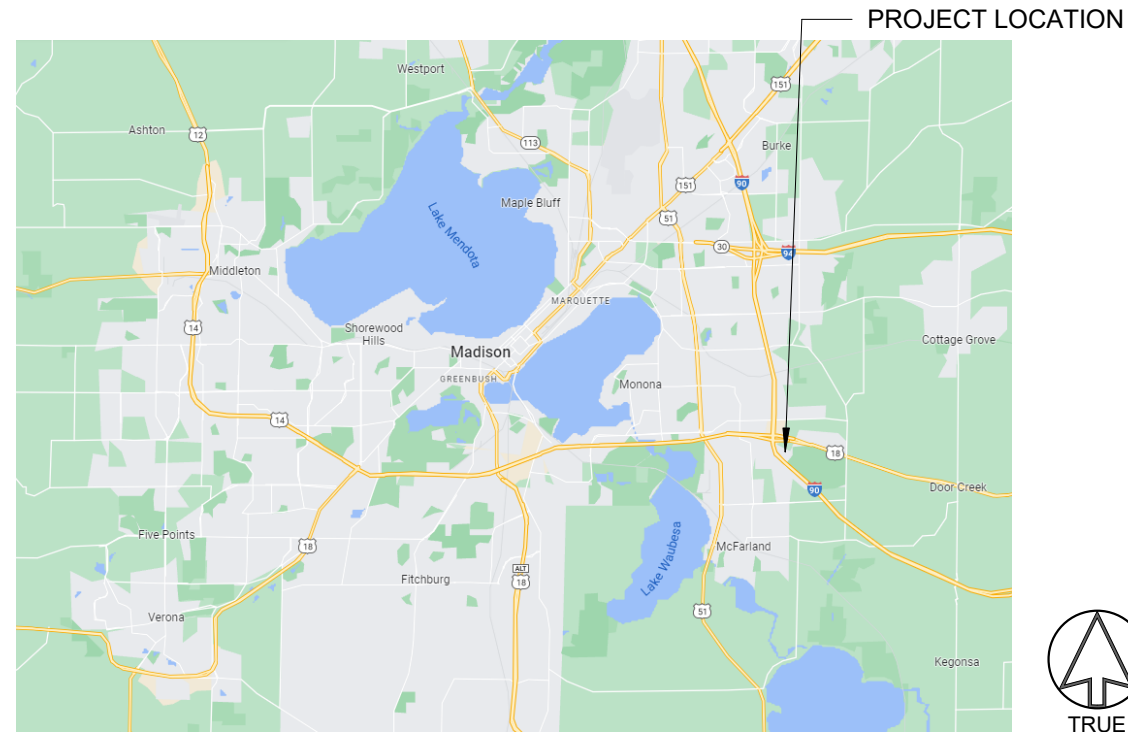 PROJECT LOCATION
Westport
151
Ashton
12
113
Burke
151
90
Maple Bluff
51
Lake Mendota
30
94
Middleton
MARQUETTE
14
Shorewood
Hills
Cottage Grove
Madison
GREENBUSH
Monona
14
18
90
Door Creek
Five Points
18
McFarland
Lake Waubesa
ALT
18
Fitchburg
51
Verona
Kegonsa
TRUE